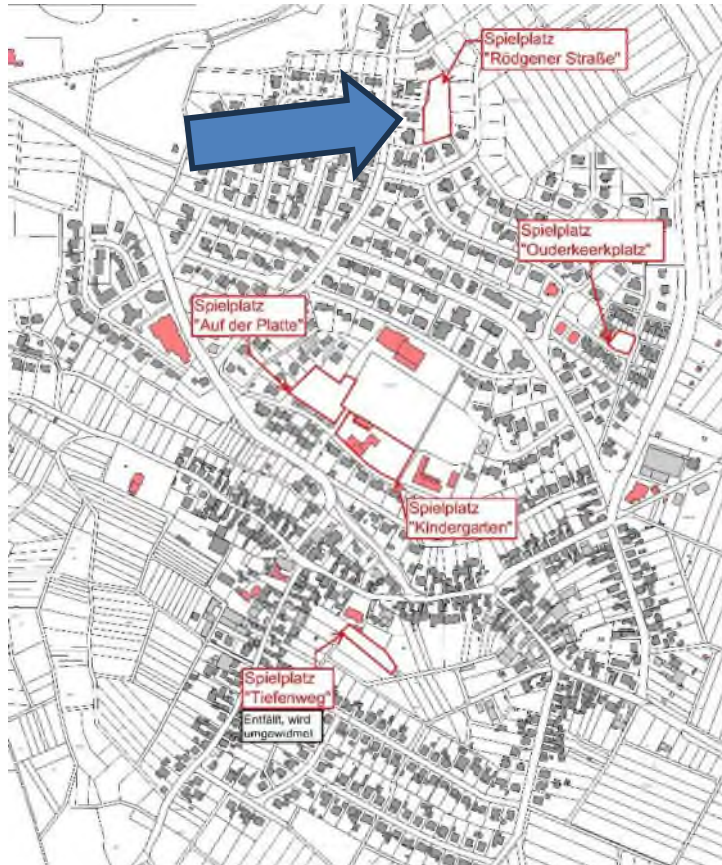 Spielplatz
"Rödgener Straße"
Spielplatz
"Ouderkeerkplatz"
Spielplatz
"Auf der Platte"
Spielplatz
"Kindergarten"
Spielplatz
"Tiefenweg"
Entfällt, wird
umgewidmet